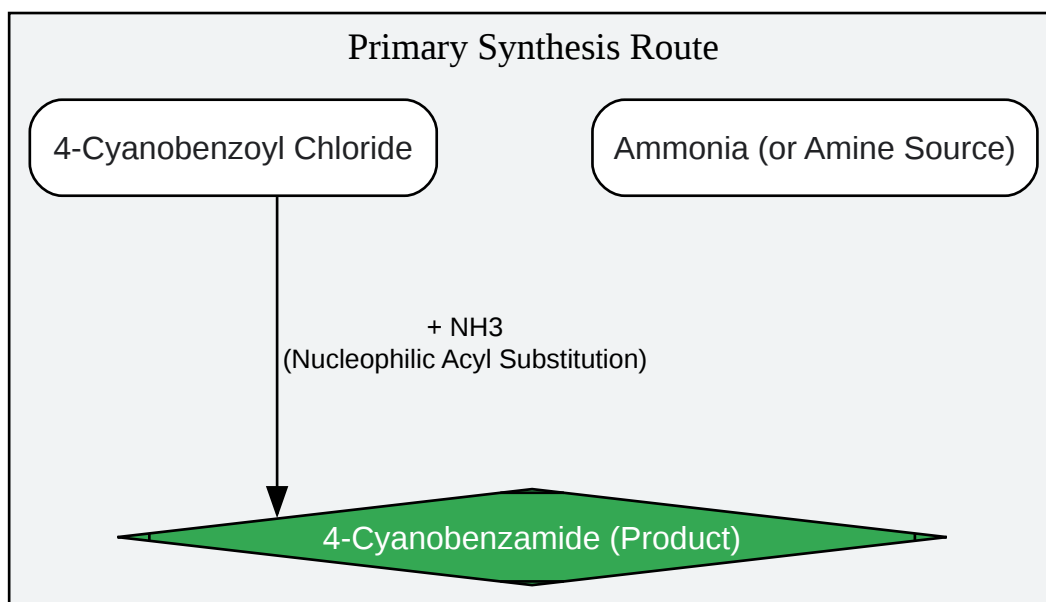 Primary Synthesis Route
4-Cyanobenzoyl Chloride
Ammonia (or Amine Source)
+ NH3
(Nucleophilic Acyl Substitution)
4-Cyanobenzamide (Product)